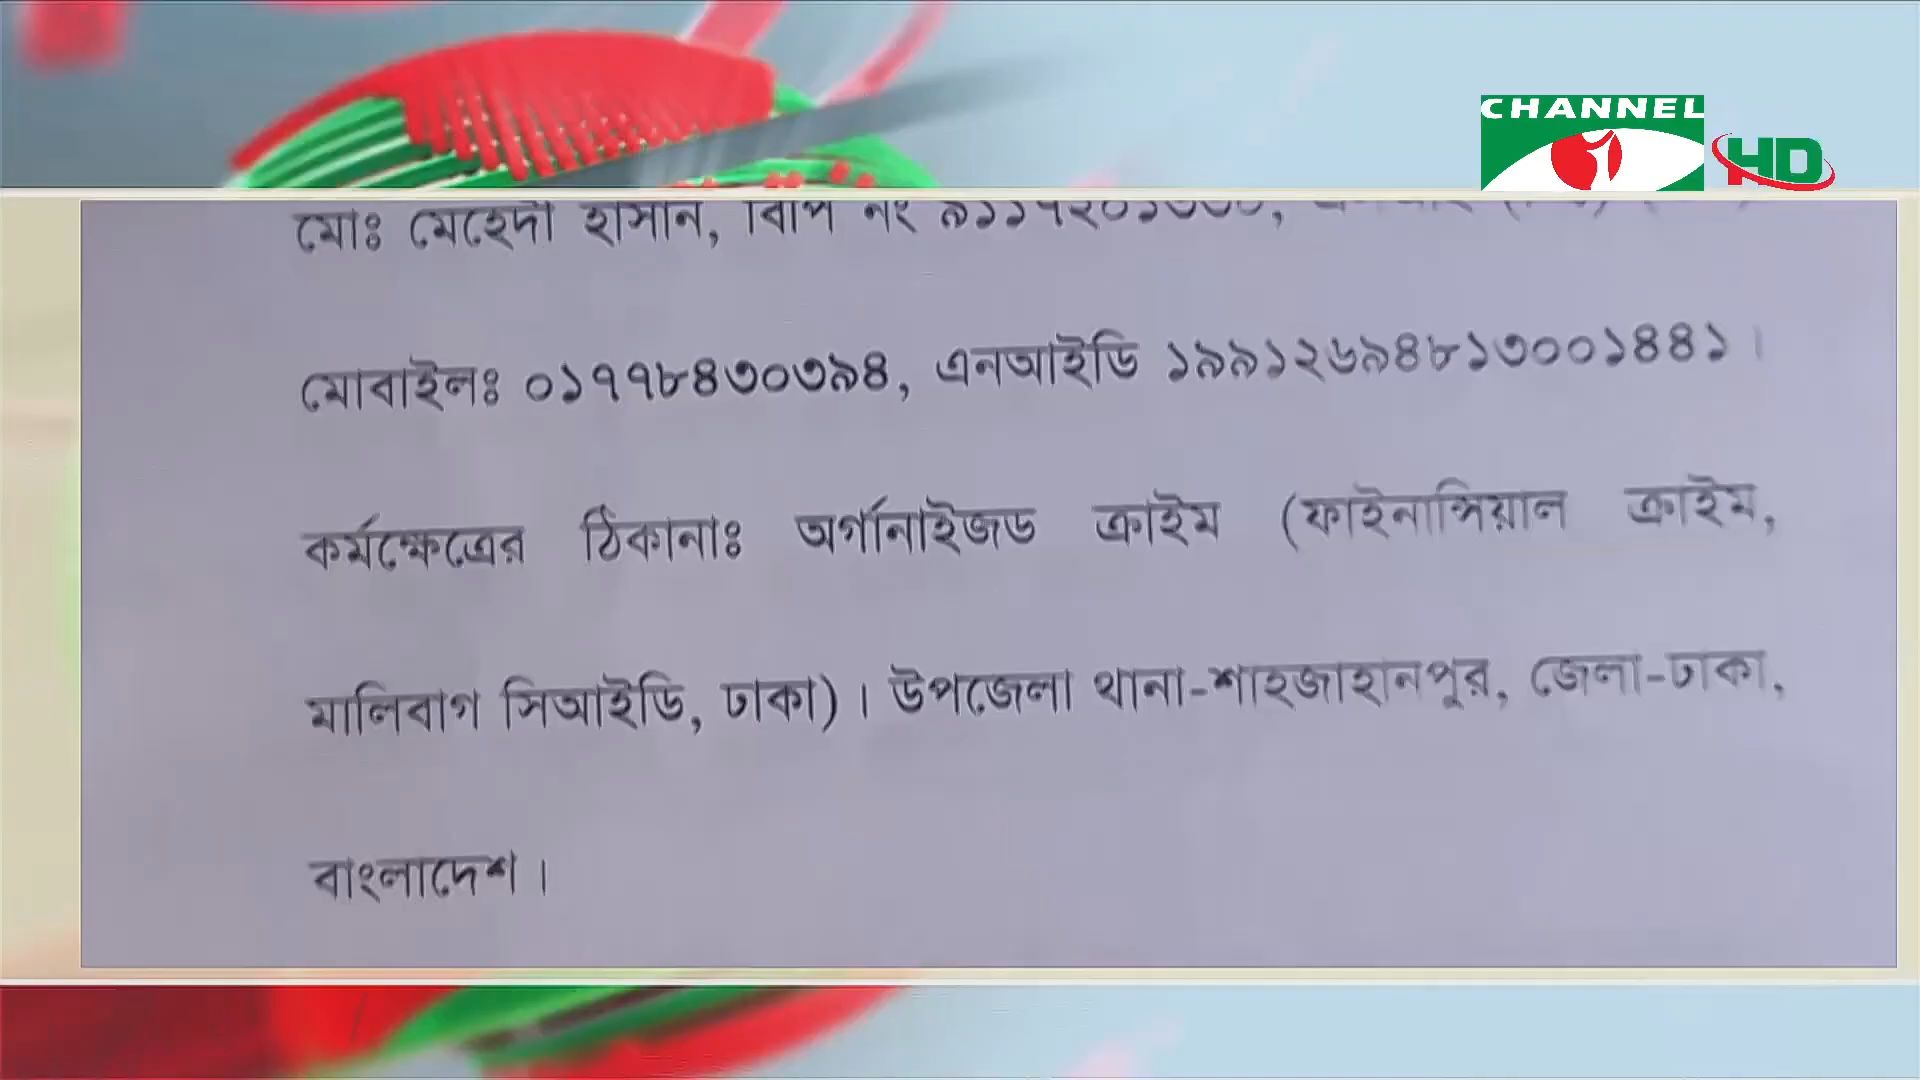 CHANNEL
HD
মোঃ মেহেদী হাসান, বিপি নং
মোবাইলঃ ০১৭৭৮৪৩০৩৯৪, এনআইডি ১৯৯১২৬৯৪৮১৩০০১৪৪১।
কর্মক্ষেত্রের ঠিকানাঃ অর্গানাইজড ক্রাইম (ফাইনান্সিয়াল ক্রাইম,
মালিবাগ সিআইডি, ঢাকা)। উপজেলা থানা-শাহজাহানপুর, জেলা-ঢাকা,
বাংলাদেশ।